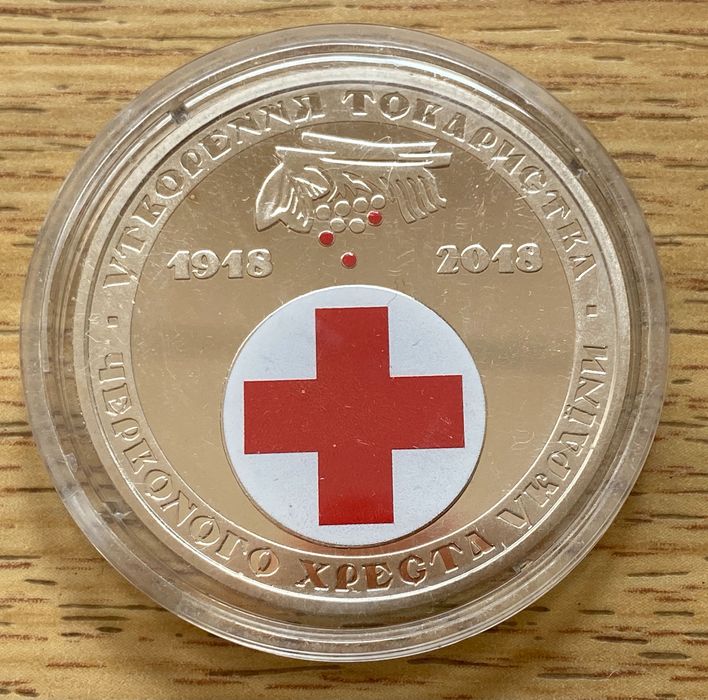 УТВОРЕННЯ ТОВАРИСТВА
1918 2018
· ЧЕРВОНОГО ХРЕСТА УКРАЇНИ ·